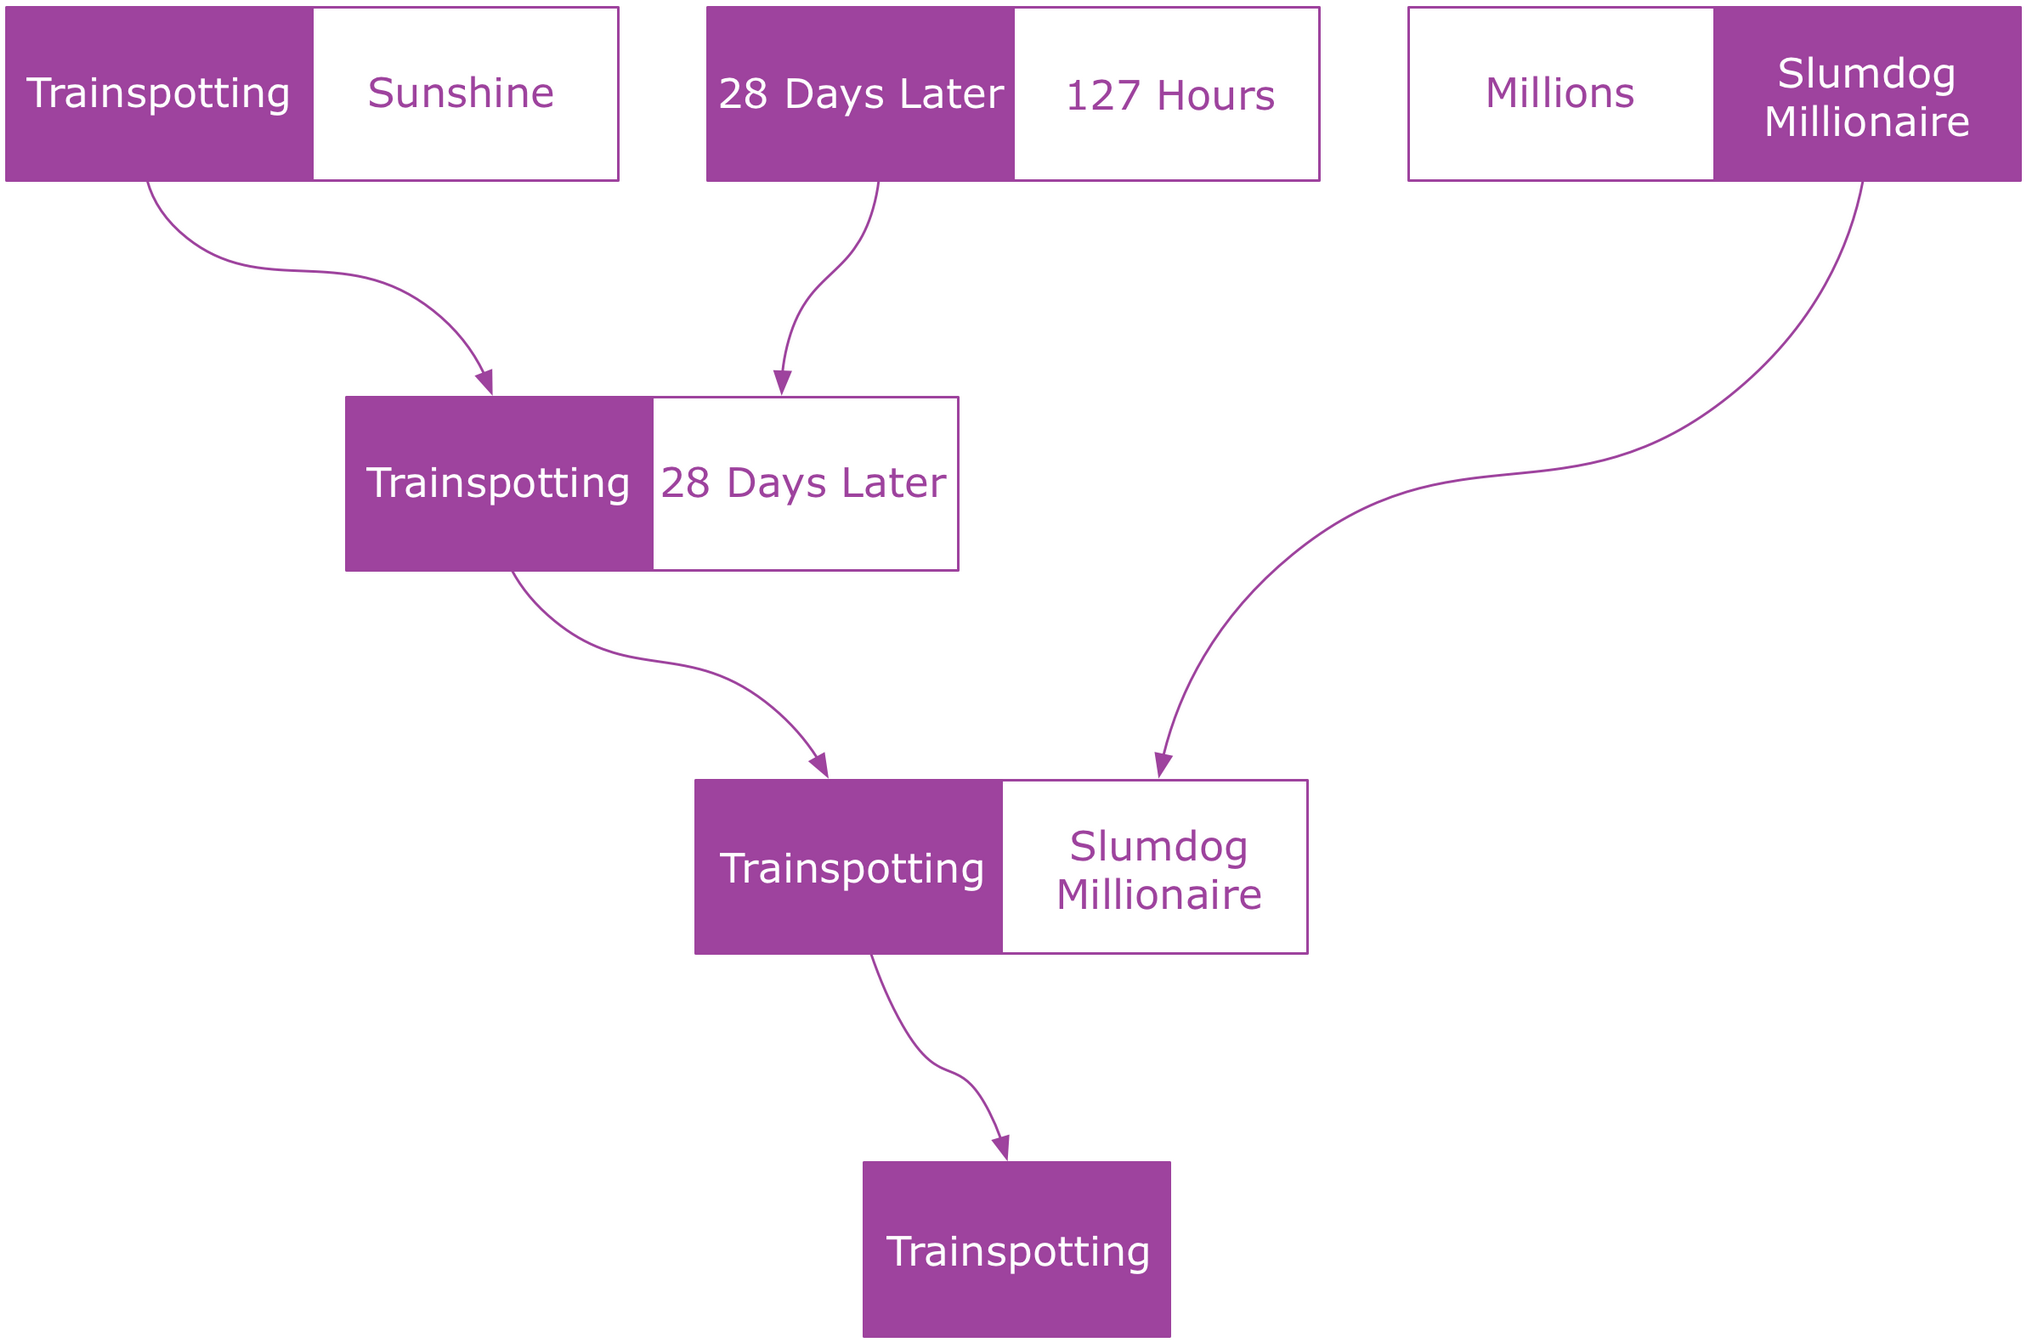 Trainspotting
Sunshine
28 Days Later
127 Hours
Millions
Slumdog
Millionaire
Trainspotting
28 Days Later
Trainspotting
Slumdog
Millionaire
Trainspotting